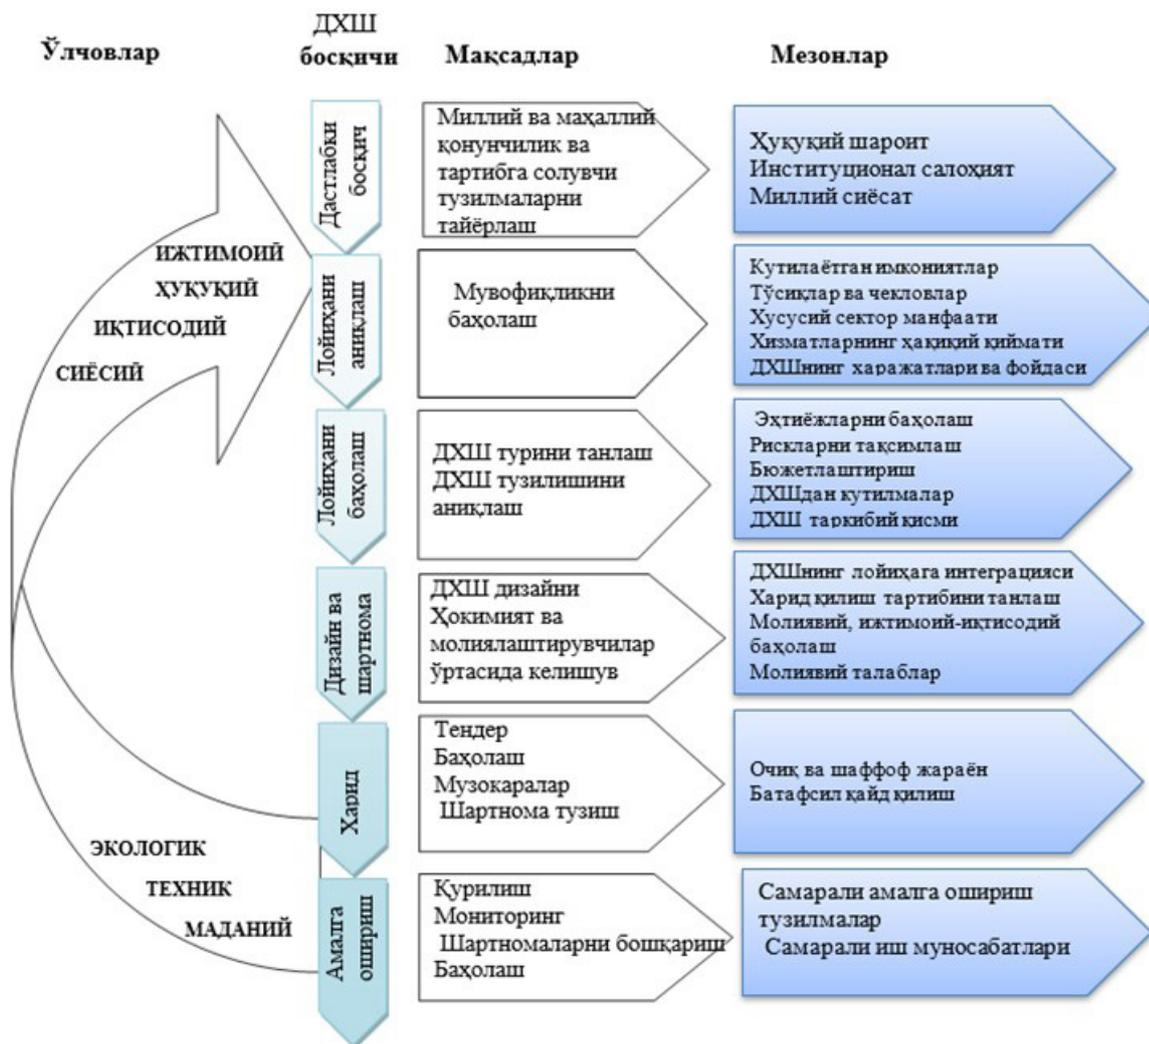 Ўлчовлар
ДХШ
босқичи
Мақсадлар
Мезонлар
ИЖТИМОИЙ
ҲУҚУҚИЙ
ИҚТИСОДИЙ
СИЁСИЙ
ЭКОЛОГИК
ТЕХНИК
МАДАНИЙ
Дастлабки
босқич
Миллий ва маҳаллий
қонунчилик ва
тартибга солувчи
тузилмаларни
тайёрлаш
Ҳуқуқий шароит
Институционал салоҳият
Миллий сиёсат
Лойиҳани
аниқлаш
Мувофиқликни
баҳолаш
Кутилаётган имкониятлар
Тўсиқлар ва чекловлар
Хусусий сектор манфаати
Хизматларнинг ҳақиқий қиймати
ДХШнинг харажатлари ва фойдаси
Лойиҳани
баҳолаш
ДХШ турини танлаш
ДХШ тузилишини
аниқлаш
Эҳтиёжларни баҳолаш
Рискларни тақсимлаш
Бюжетлаштириш
ДХШдан кутилмалар
ДХШ таркибий қисми
Дизайн ва
шартнома
ДХШ дизайни
Ҳокимият ва
молиялаштирувчилар
ўртасида келишув
ДХШнинг лойиҳага интеграцияси
Харид қилиш тартибини танлаш
Молиявий, ижтимоий-иқтисодий
баҳолаш
Молиявий талаблар
Харид
Тендер
Баҳолаш
Музокаралар
Шартнома тузиш
Очиқ ва шаффоф жараён
Батафсил қайд қилиш
Амалга
ошириш
Қурилиш
Мониторинг
Шартномаларни бошқариш
Баҳолаш
Самарали амалга ошириш
тузилмалар
Самарали иш муносабатлари